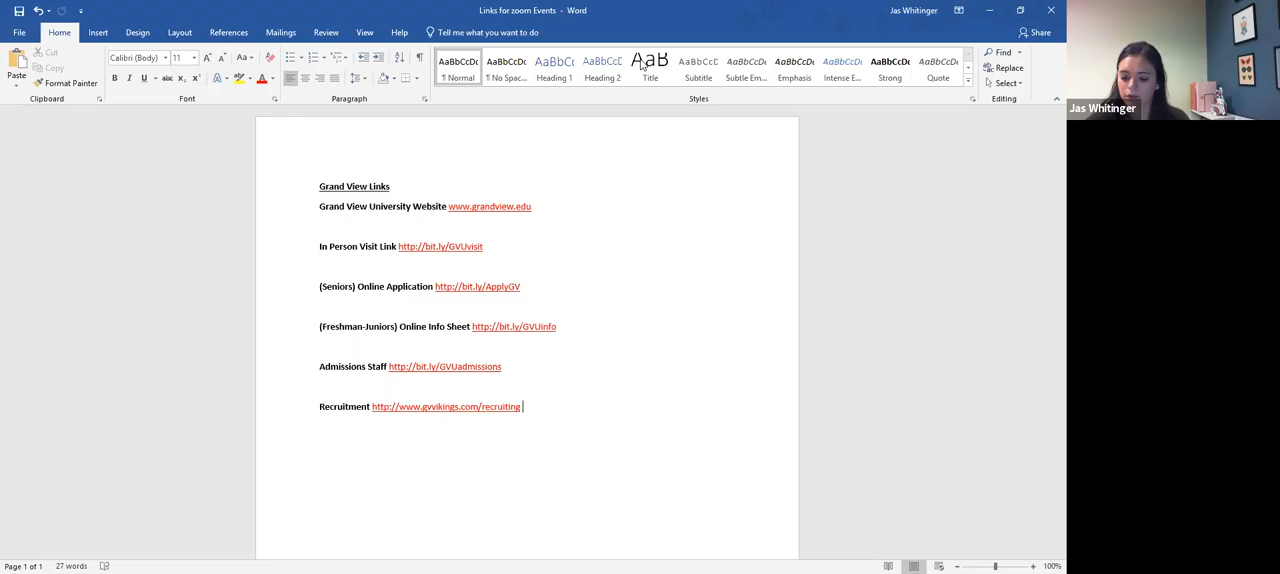 Links for zoom Events - Word
Jas Whitinger
File Home Insert Design Layout References Mailings Review View Help Tell me what you want to do Share
Paste
Cut
Copy
Format Painter
Clipboard
Calibri (Body) 11
Font
Paragraph
AaBbCcDc AaBbCcDc AaBbCc AaBbCcD AaB AaBbCcD AaBbCcDc AaBbCcDc AaBbCcDc AaBbCcDc AaBbCcDc
¶ Normal ¶ No Spac... Heading 1 Heading 2 Title Subtitle Subtle Em... Emphasis Intense E... Strong Quote
Styles
Find
Replace
Select
Editing
Jas Whitinger
Grand View Links
Grand View University Website www.grandview.edu
In Person Visit Link http://bit.ly/GVUvisit
(Seniors) Online Application http://bit.ly/ApplyGV
(Freshman-Juniors) Online Info Sheet http://bit.ly/GVUinfo
Admissions Staff http://bit.ly/GVUadmissions
Recruitment http://www.gvvikings.com/recruiting
Page 1 of 1 27 words
100%